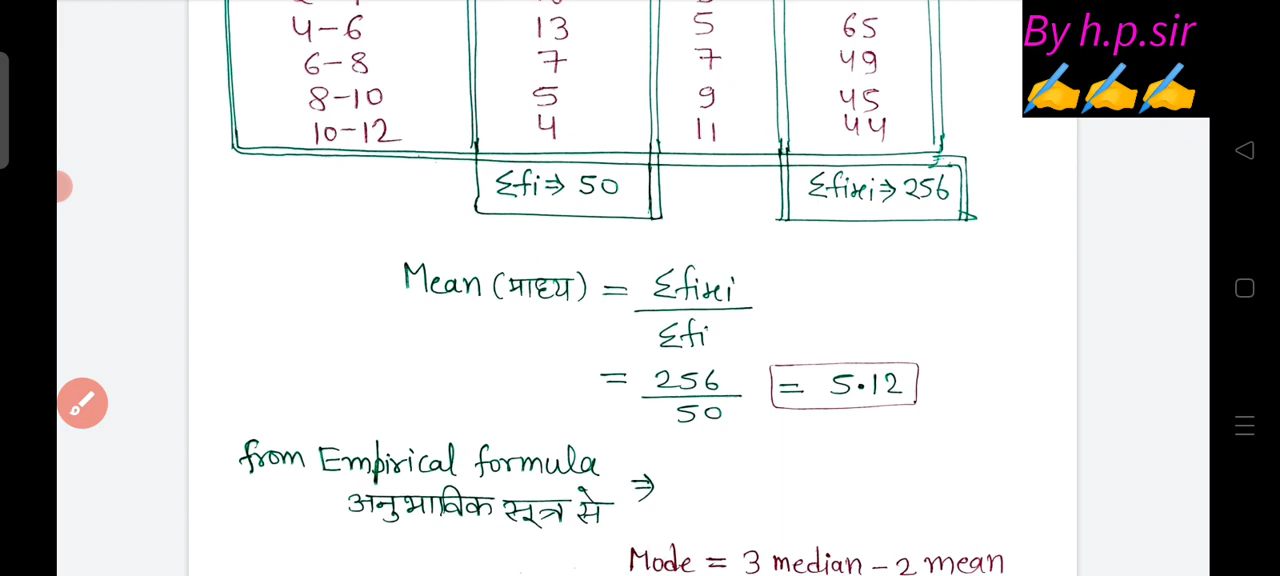 4-6 13 5 65
6-8 7 7 49
8-10 5 9 45
10-12 4 11 44
Σfi⇒ 50 Σfixi⇒256
Mean (माध्य) = Σfixi
Σfi
= 256 = 5.12
50
from Empirical formula
अनुभाविक सूत्र से ⇒
Mode = 3 median - 2 mean
By h.p.sir